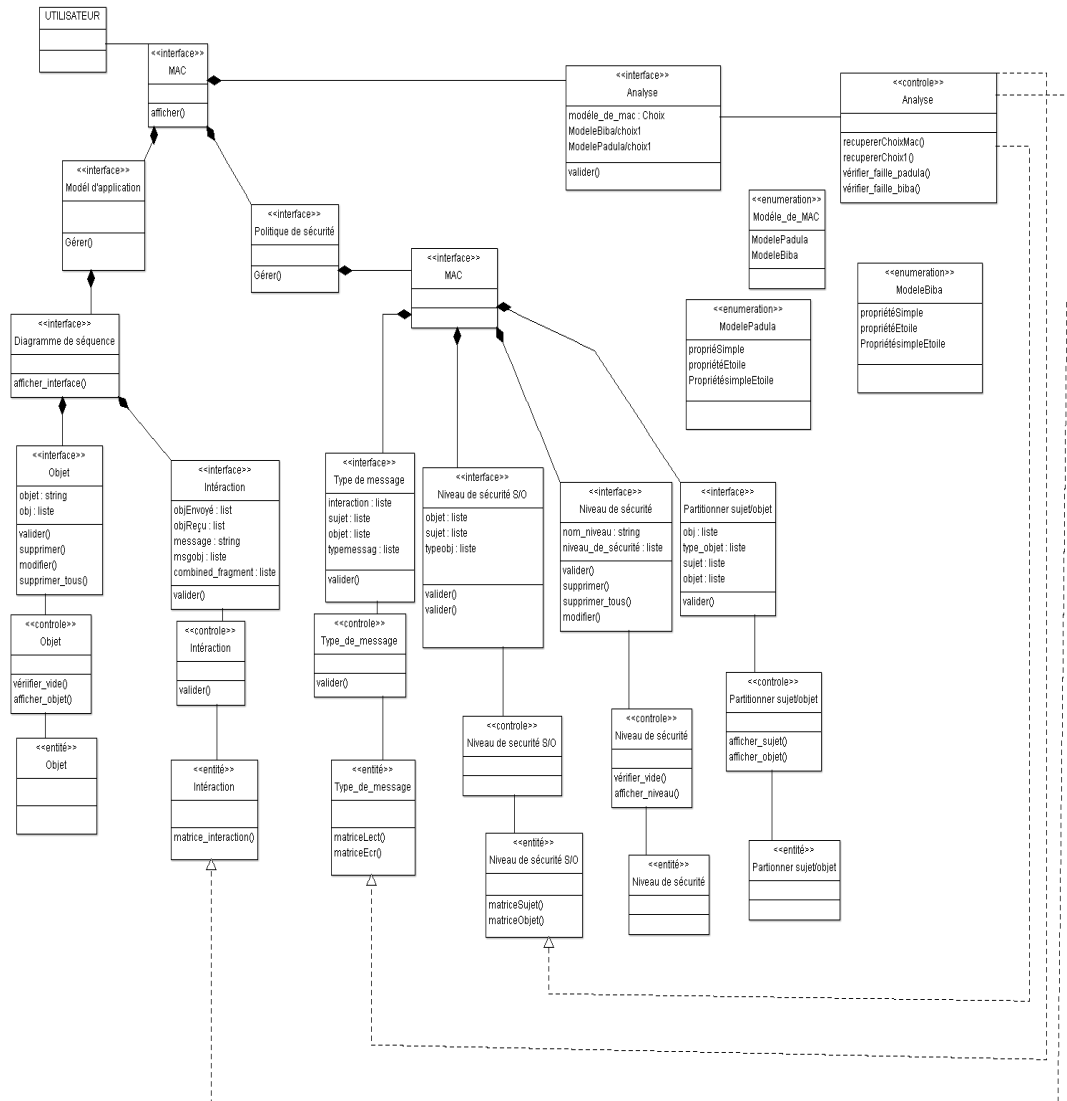 UTILISATEUR
<<interface>>
MAC
afficher()
<<interface>>
Analyse
modéle_de_mac : Choix
ModeleBiba/choix1
ModelePadula/choix1
valider()
<<controle>>
Analyse
recupererChoixMac()
recupererChoix1()
vérifier_faille_padula()
vérifier_faille_biba()
<<interface>>
Modél d'application
Gérer()
<<interface>>
Politique de sécurité
Gérer()
<<interface>>
MAC
<<enumeration>>
Modéle_de_MAC
ModelePadula
ModeleBiba
<<enumeration>>
ModeleBiba
propriétéSimple
propriétéEtoile
PropriétésimpleEtoile
<<enumeration>>
ModelePadula
propriéSimple
propriétéEtoile
PropriétésimpleEtoile
<<interface>>
Diagramme de séquence
afficher_interface()
<<interface>>
Objet
objet : string
obj : liste
valider()
supprimer()
modifier()
supprimer_tous()
<<interface>>
Intéraction
objEnvoyé : list
objReçu : list
message : string
msgobj : liste
combined_fragment : liste
valider()
<<interface>>
Type de message
interaction : liste
sujet : liste
objet : liste
typemessag : liste
valider()
<<interface>>
Niveau de sécurité S/O
objet : liste
sujet : liste
typeobj : liste
valider()
valider()
<<interface>>
Niveau de sécurité
nom_niveau : string
niveau_de_sécurité : liste
valider()
supprimer()
supprimer_tous()
modifier()
<<interface>>
Partitionner sujet/objet
obj : liste
type_objet : liste
sujet : liste
objet : liste
valider()
<<controle>>
Objet
vériifier_vide()
afficher_objet()
<<controle>>
Intéraction
valider()
<<controle>>
Type_de_message
valider()
<<controle>>
Niveau de securité S/O
<<controle>>
Niveau de sécurité
vérifier_vide()
afficher_niveau()
<<controle>>
Partitionner sujet/objet
afficher_sujet()
afficher_objet()
<<entité>>
Objet
<<entité>>
Intéraction
matrice_interaction()
<<entité>>
Type_de_message
matriceLect()
matriceEcr()
<<entité>>
Niveau de sécurité S/O
matriceSujet()
matriceObjet()
<<entité>>
Niveau de sécurité
<<entité>>
Partionner sujet/objet